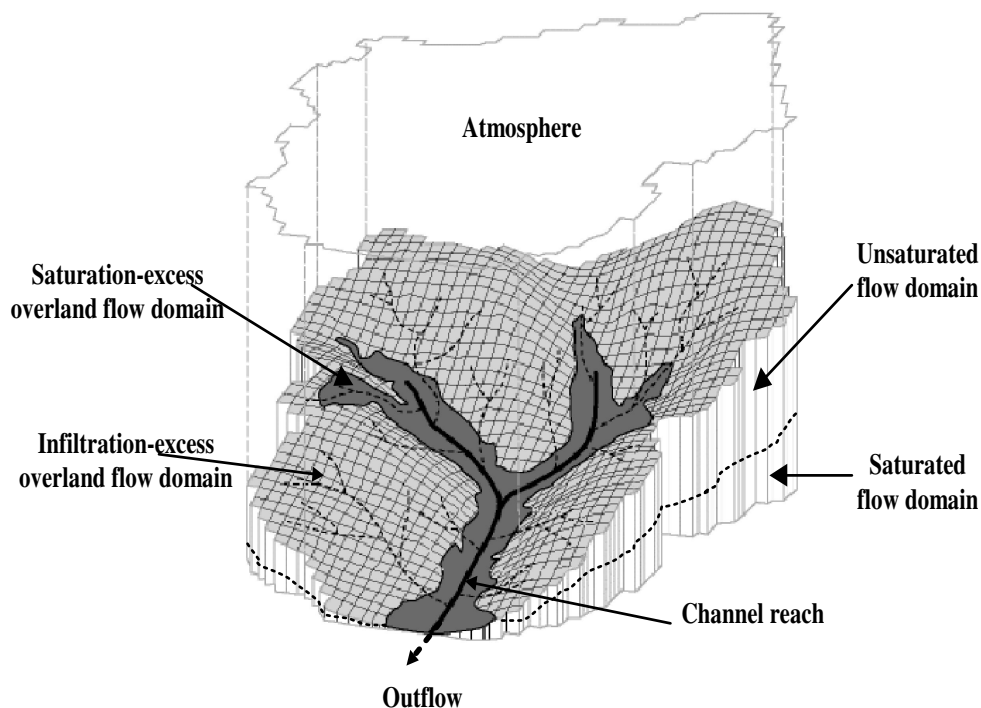 Atmosphere
Saturation-excess
overland flow domain
Unsaturated
flow domain
Infiltration-excess
overland flow domain
Saturated
flow domain
Channel reach
Outflow